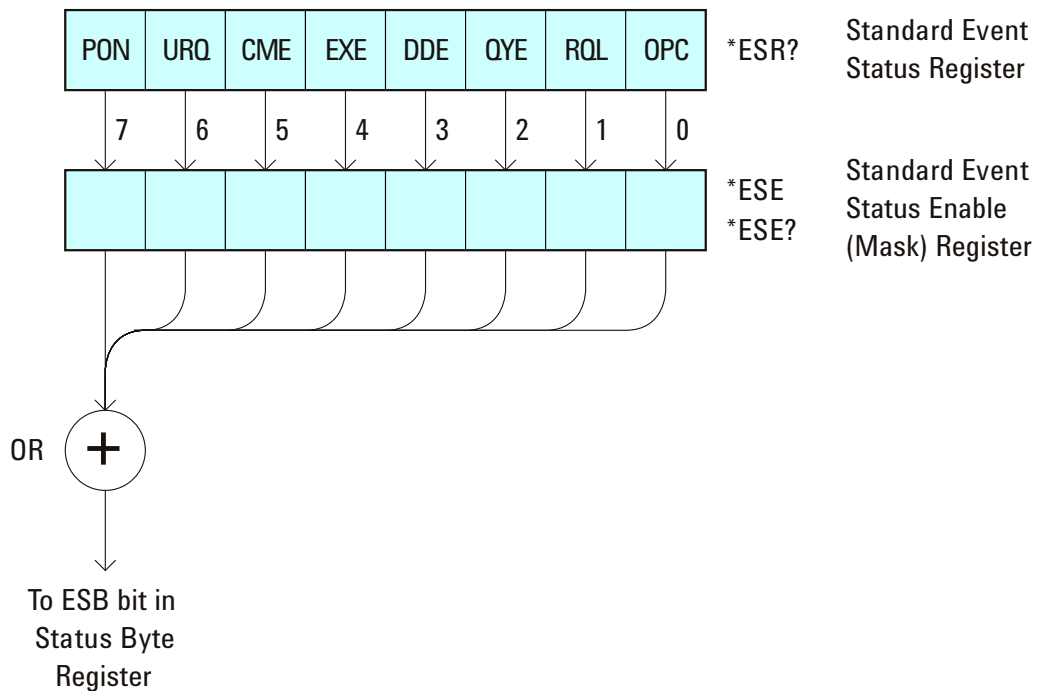 PON URQ CME EXE DDE QYE RQL OPC
*ESR?
Standard Event
Status Register
7 6 5 4 3 2 1 0
*ESE
*ESE?
Standard Event
Status Enable
(Mask) Register
OR +
To ESB bit in
Status Byte
Register